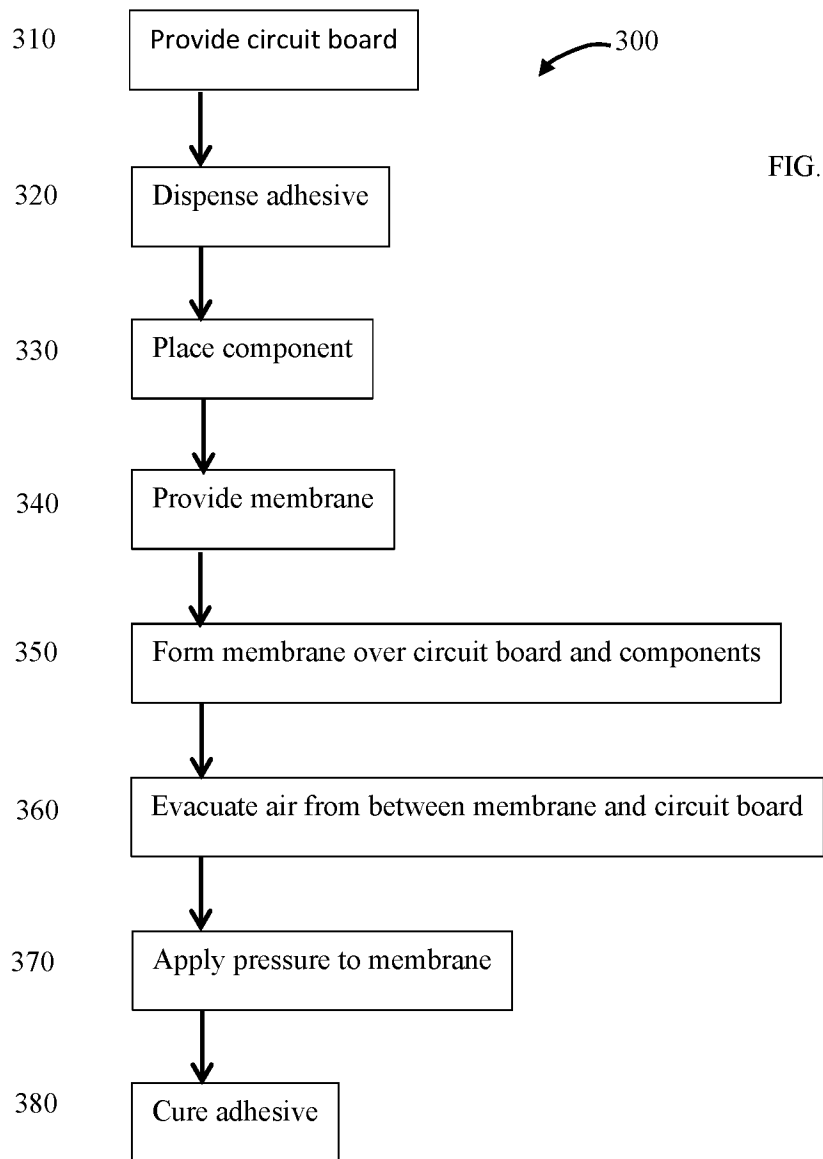 310 Provide circuit board
300
FIG.
320 Dispense adhesive
330 Place component
340 Provide membrane
350 Form membrane over circuit board and components
360 Evacuate air from between membrane and circuit board
370 Apply pressure to membrane
380 Cure adhesive